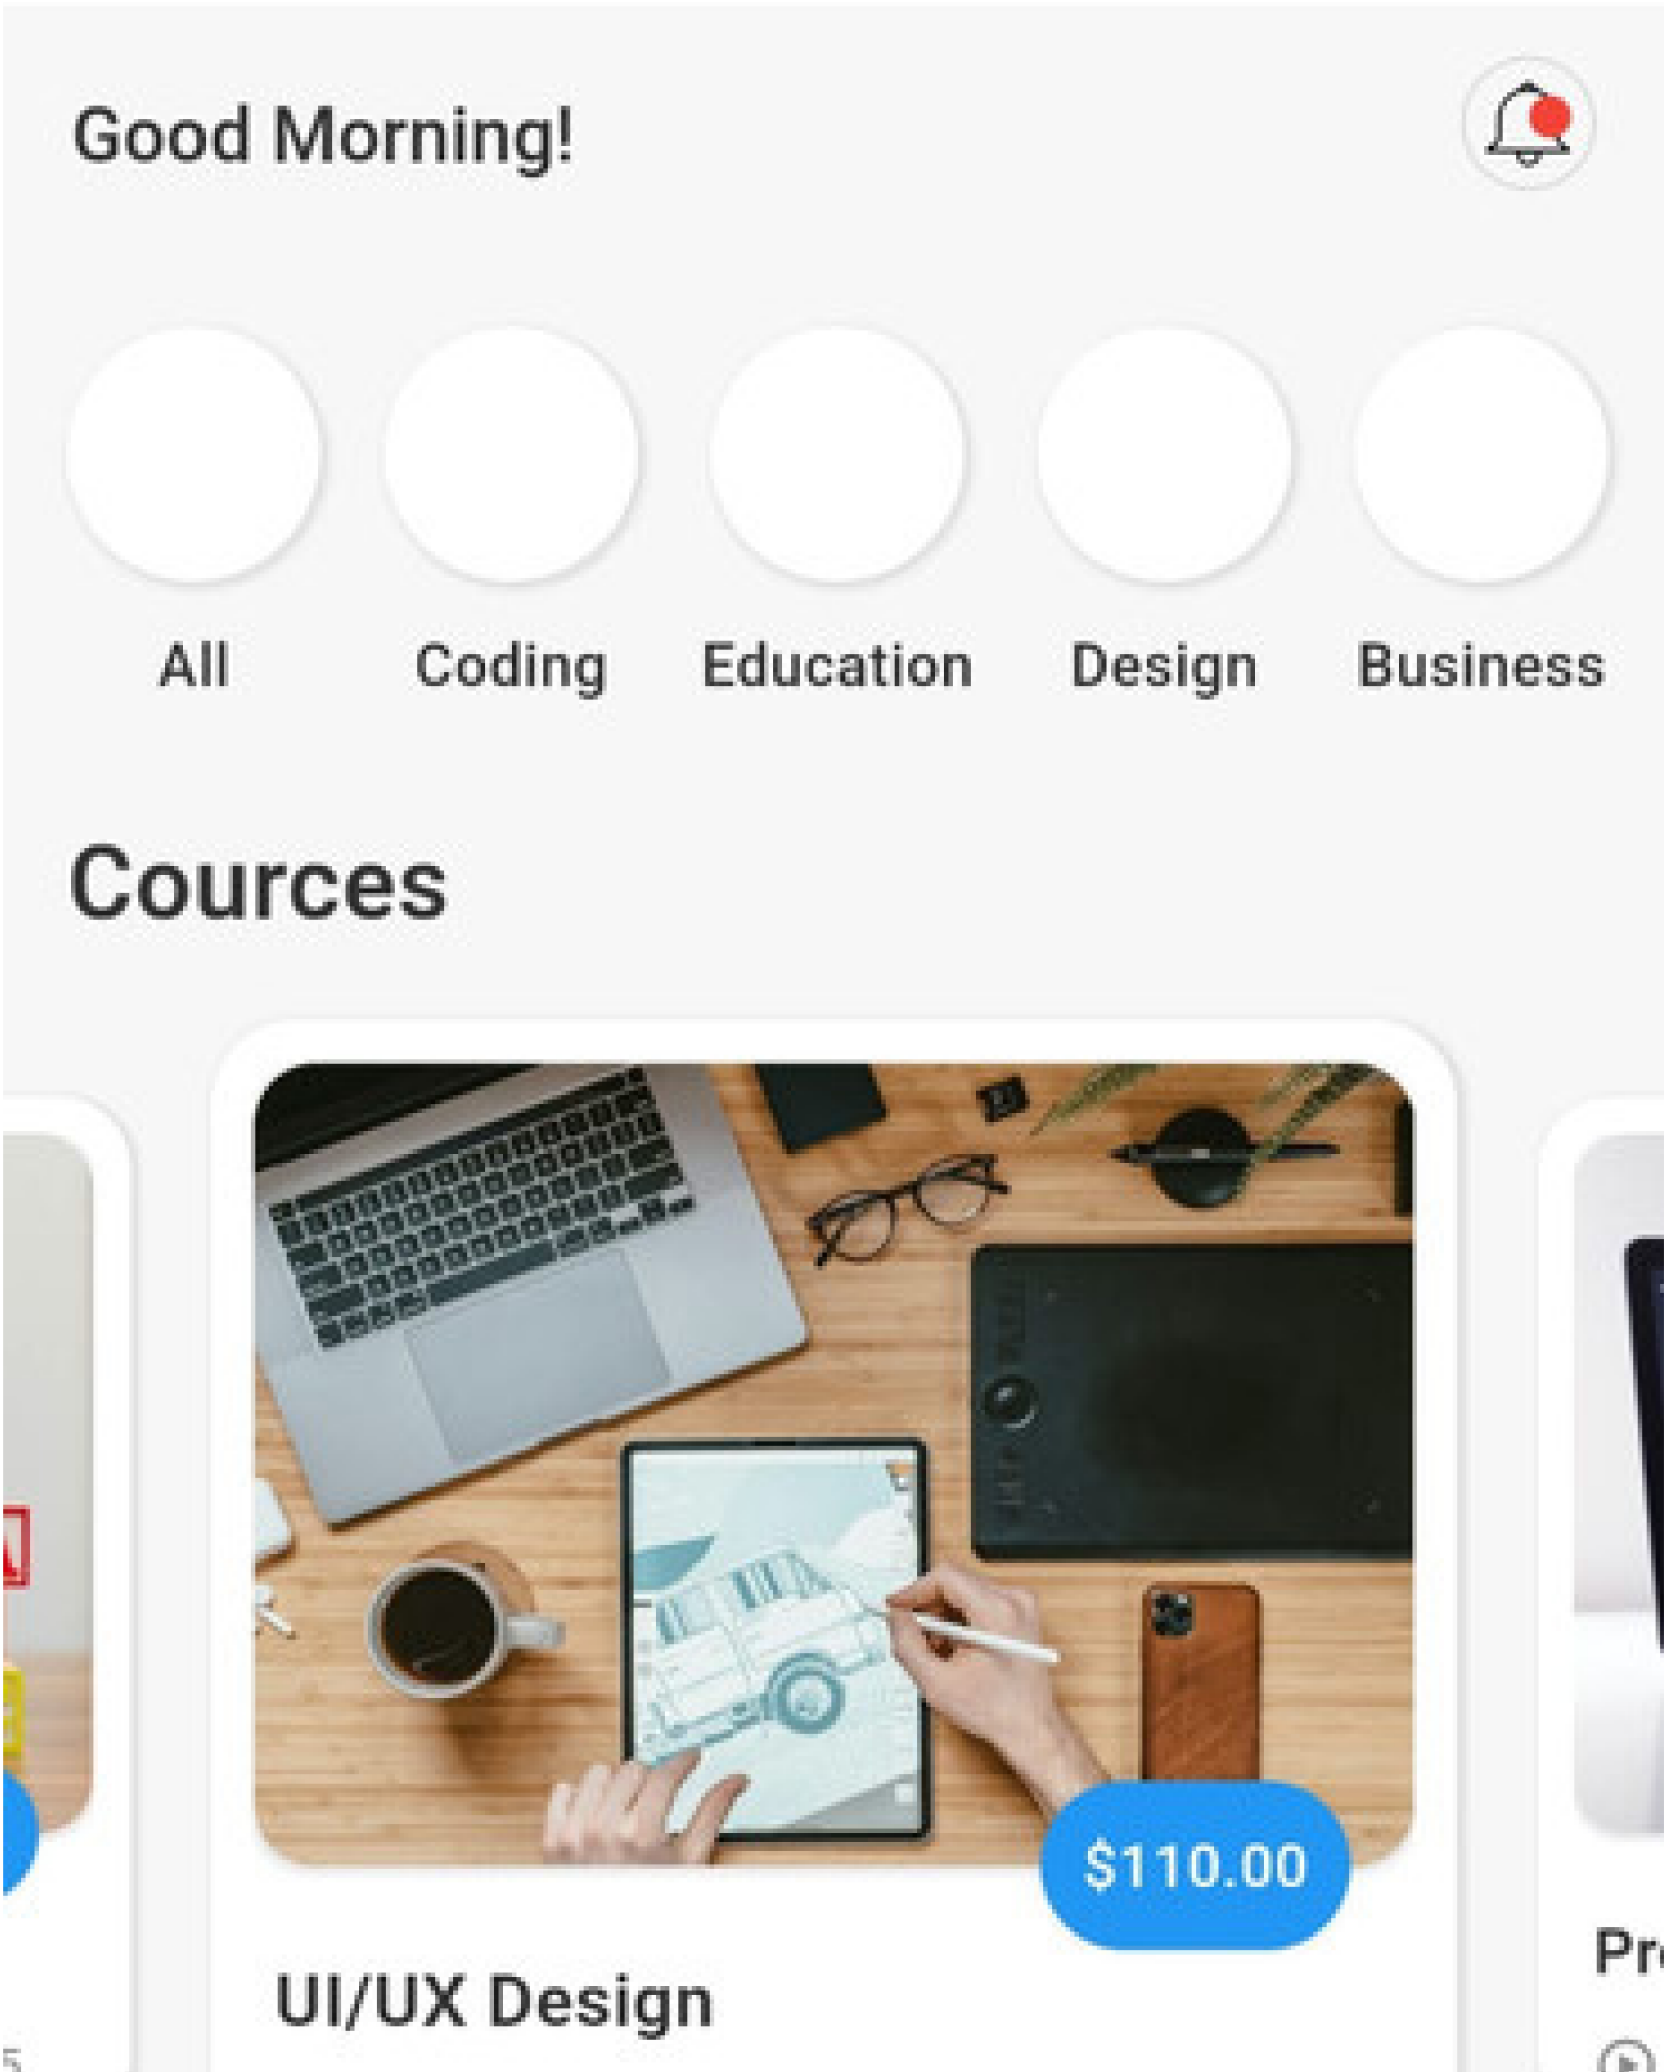 Good Morning!
All Coding Education Design Business
Cources
$110.00
UI/UX Design